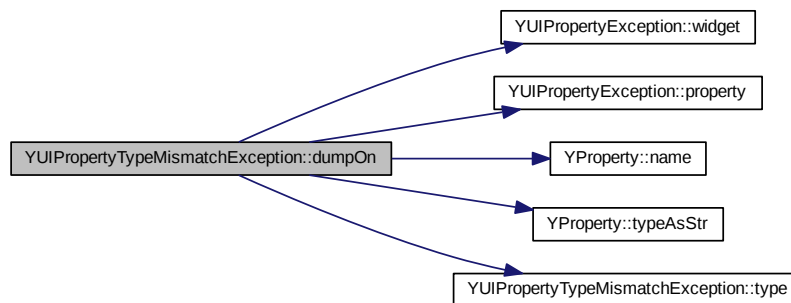 YUIPropertyException::widget
YUIPropertyException::property
YUIPropertyTypeMismatchException::dumpOn
YProperty::name
YProperty::typeAsStr
YUIPropertyTypeMismatchException::type